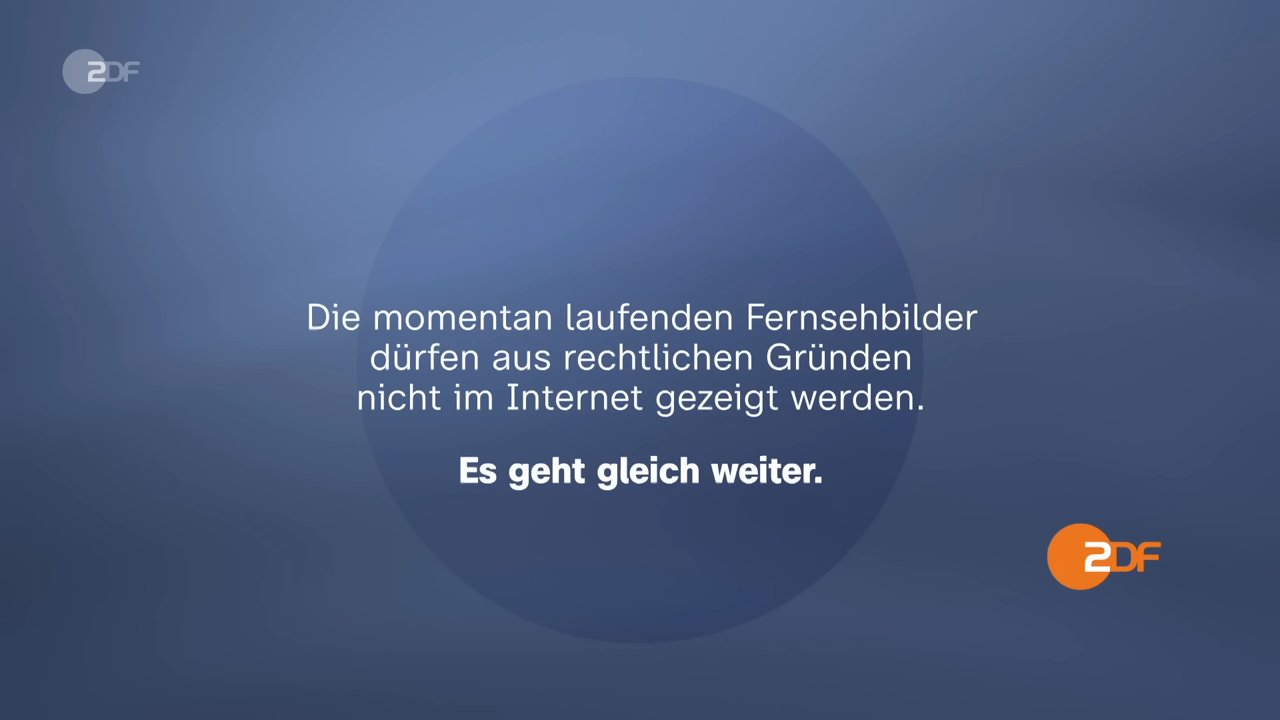 ZDF
Die momentan laufenden Fernsehbilder
dürfen aus rechtlichen Gründen
nicht im Internet gezeigt werden.
Es geht gleich weiter.
ZDF